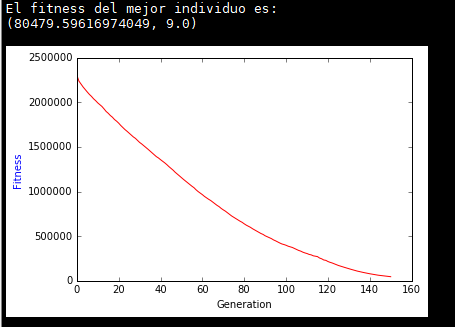 El fitness del mejor individuo es:
(80479.59616974049, 9.0)
2500000
2000000
1500000
1000000
500000
0
Fitness
0 20 40 60 80 100 120 140 160
Generation